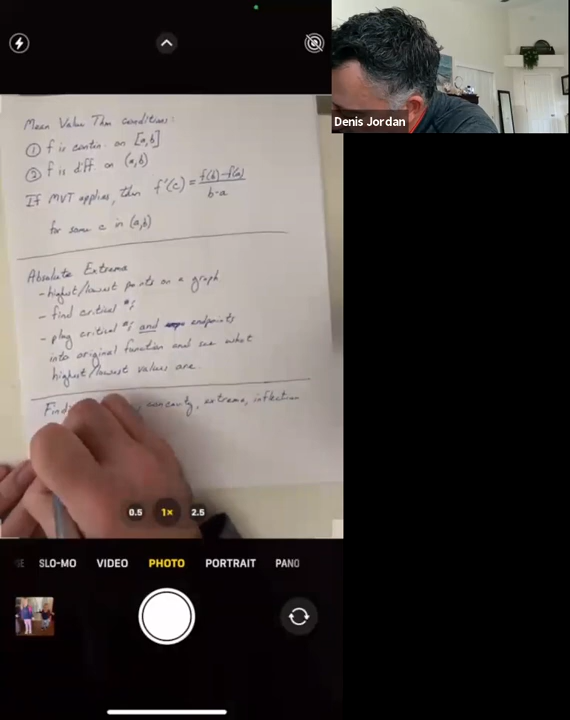 Denis Jordan
Mean Value Thm conditions:
① f is contin. on [a,b]
② f is diff. on (a,b)
If MVT applies, then f'(c) = f(b)-f(a) / b-a
for some c in (a,b)
Absolute Extrema
- highest/lowest points on a graph
- find critical #s
- plug critical #s and endpoints
into original function and see what
highest/lowest values are.
concavity, extrema, inflection
0.5 1× 2.5
SLO-MO VIDEO PHOTO PORTRAIT PANO